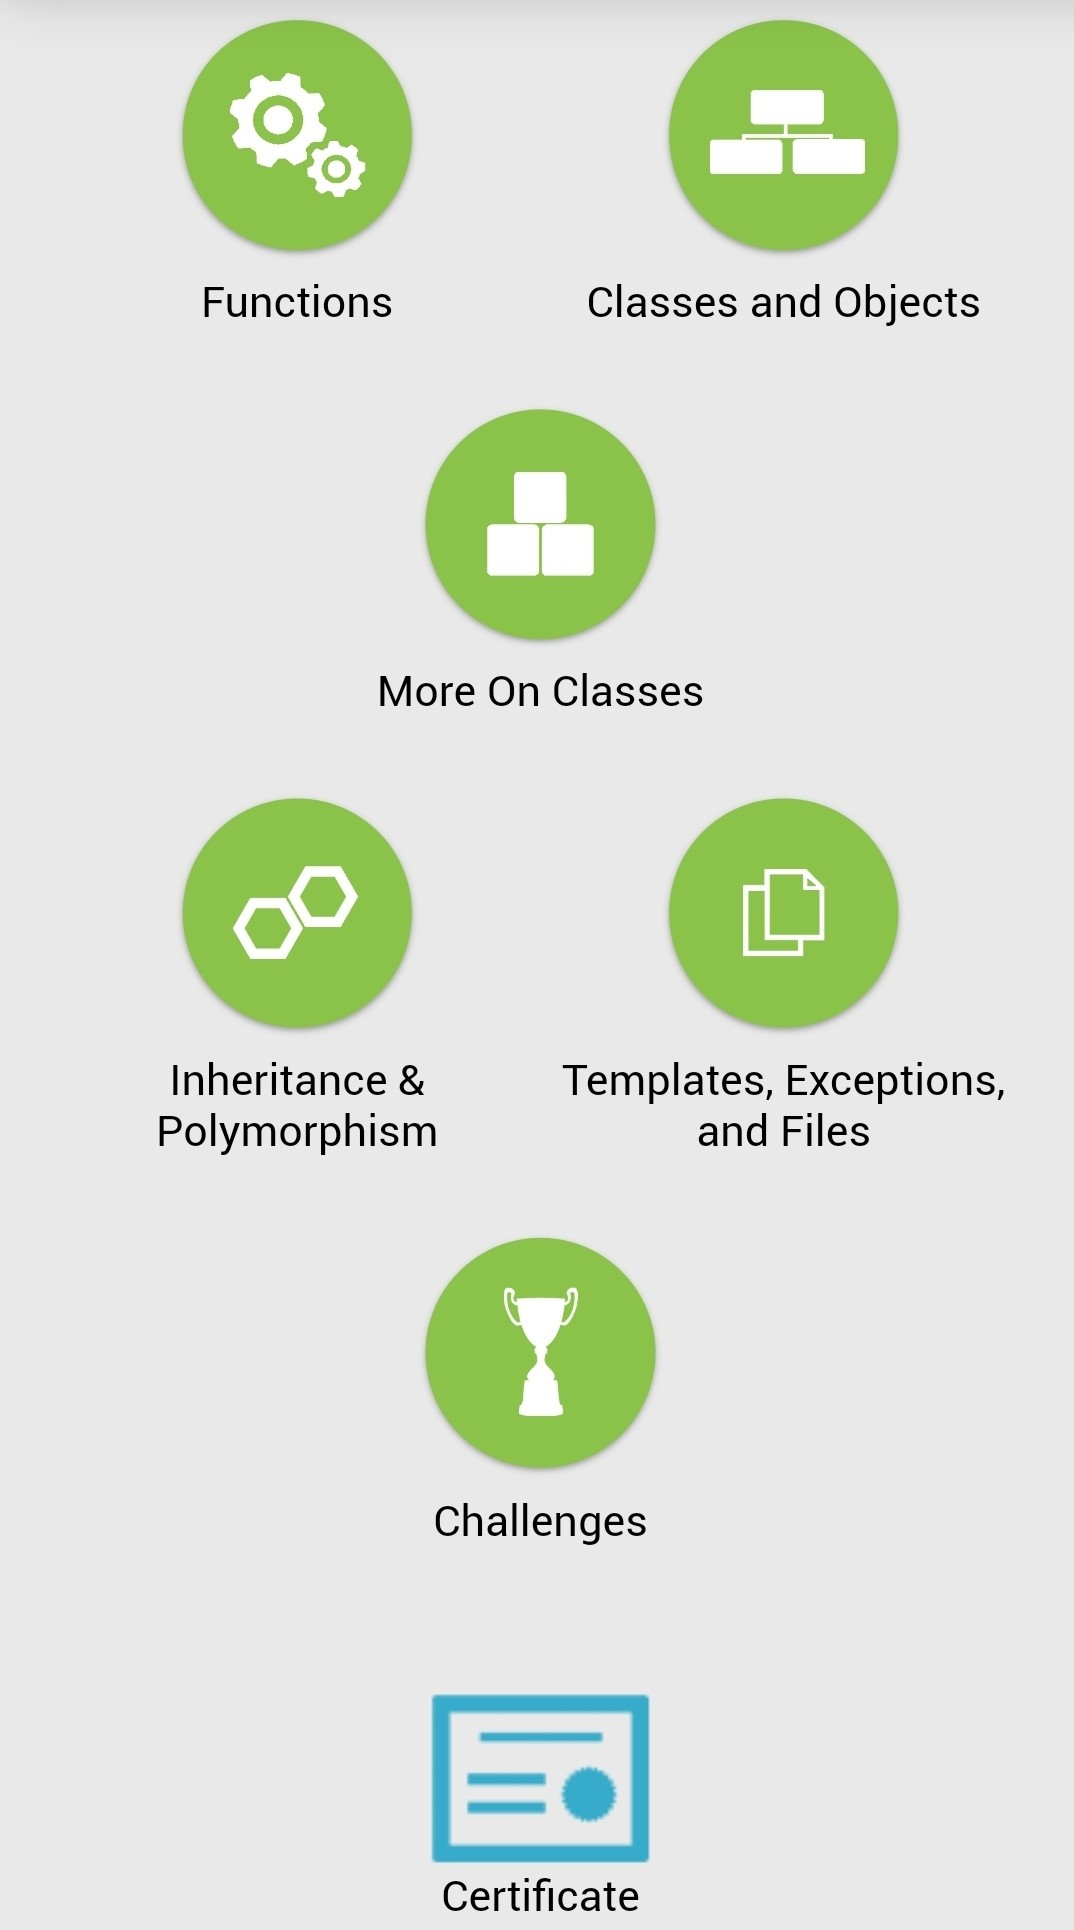 Functions
Classes and Objects
More On Classes
Inheritance &
Polymorphism
Templates, Exceptions,
and Files
Challenges
Certificate